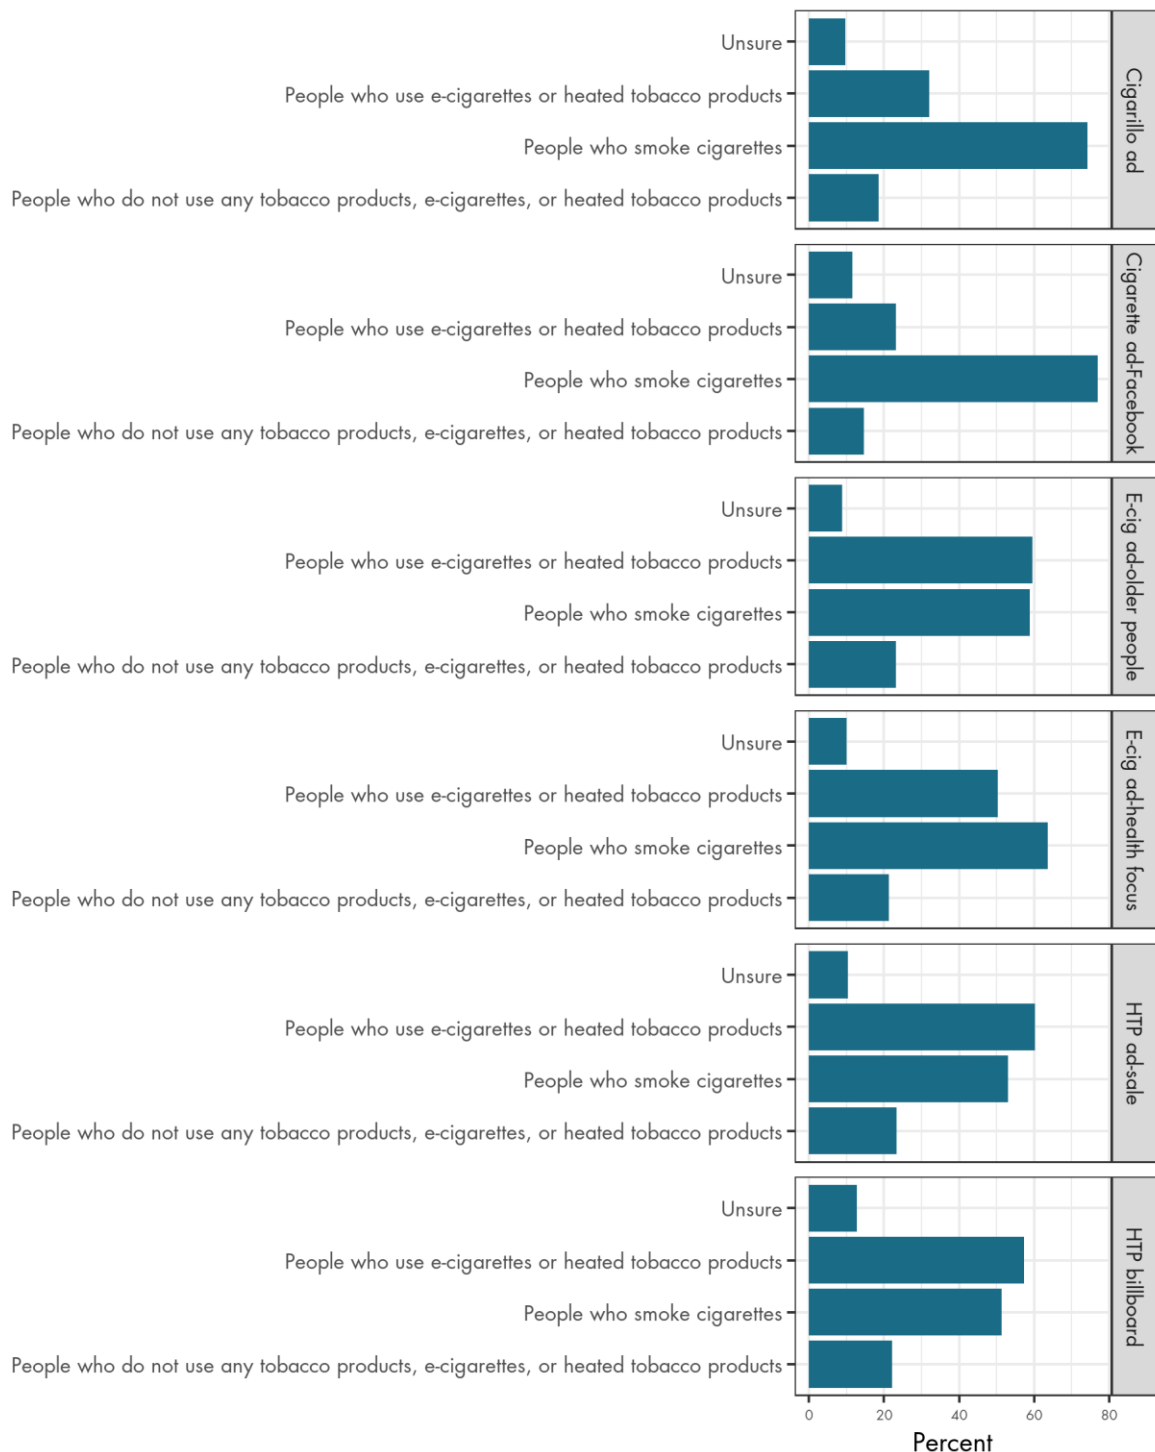 Unsure
People who use e-cigarettes or heated tobacco products
People who smoke cigarettes
People who do not use any tobacco products, e-cigarettes, or heated tobacco products
Cigarillo ad
Unsure
People who use e-cigarettes or heated tobacco products
People who smoke cigarettes
People who do not use any tobacco products, e-cigarettes, or heated tobacco products
Cigarette ad-Facebook
Unsure
People who use e-cigarettes or heated tobacco products
People who smoke cigarettes
People who do not use any tobacco products, e-cigarettes, or heated tobacco products
E-cig ad-older people
Unsure
People who use e-cigarettes or heated tobacco products
People who smoke cigarettes
People who do not use any tobacco products, e-cigarettes, or heated tobacco products
E-cig ad-health focus
Unsure
People who use e-cigarettes or heated tobacco products
People who smoke cigarettes
People who do not use any tobacco products, e-cigarettes, or heated tobacco products
HTP ad-sale
Unsure
People who use e-cigarettes or heated tobacco products
People who smoke cigarettes
People who do not use any tobacco products, e-cigarettes, or heated tobacco products
HTP billboard
0 20 40 60 80
Percent